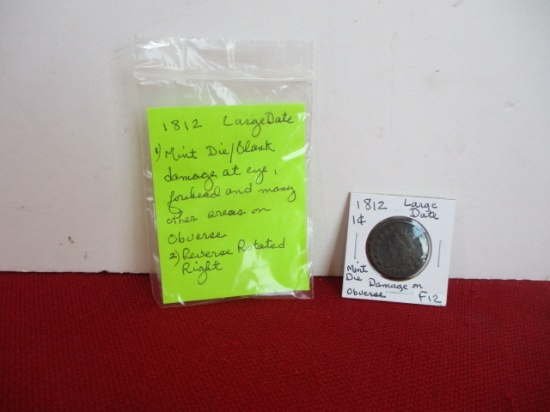 1812 Large Date
1) Mint Die/Blank
damage at eye,
forehead and many
other areas on
Obverse
2) Reverse Rotated
Right
1812 Large
1¢ Date
Mint
Die Damage on
Obverse F12